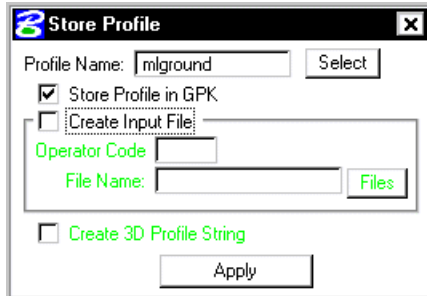 Store Profile
Profile Name: mlground Select
Store Profile in GPK
Create Input File
Operator Code
File Name: Files
Create 3D Profile String
Apply